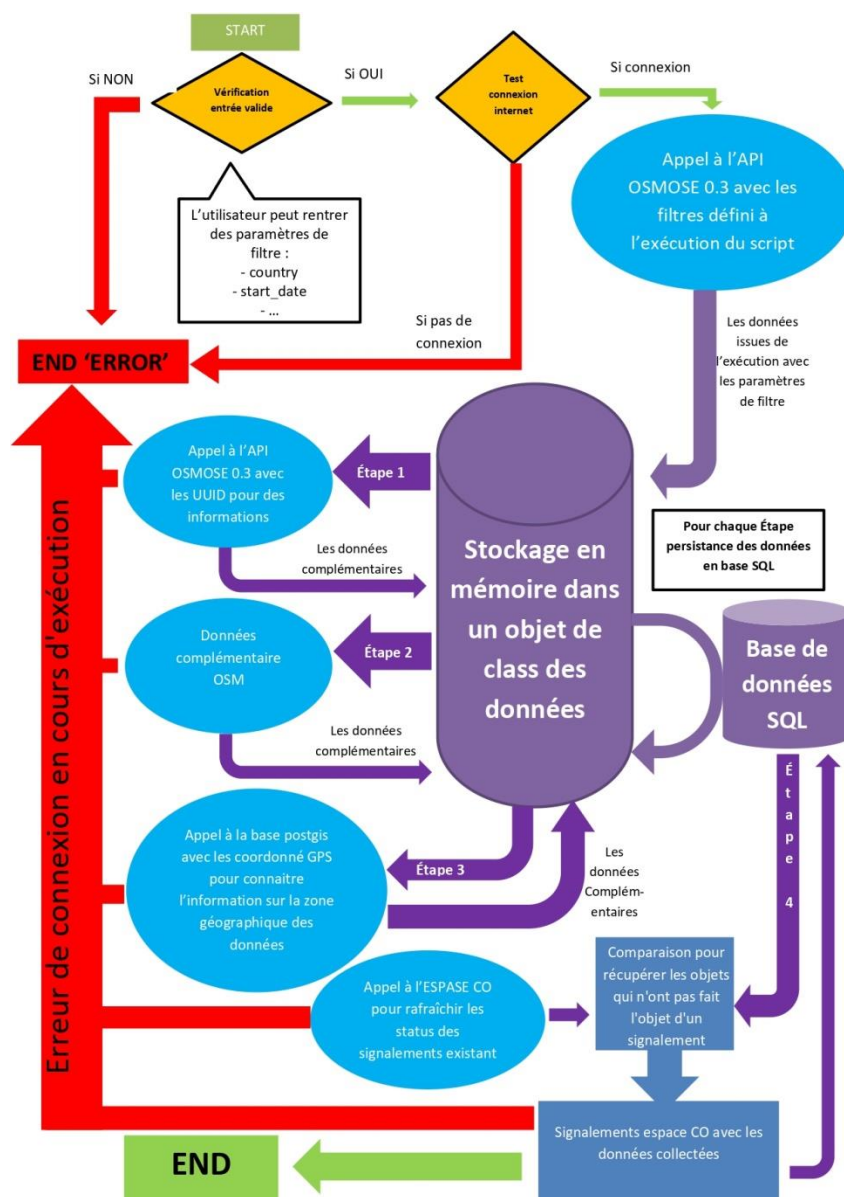 START
Si NON
Vérification
entrée valide
Si OUI
Test
connexion
internet
Si connexion
Appel à l'API
OSMOSE 0.3 avec les
filtres défini à
l'exécution du script
L'utilisateur peut rentrer
des paramètres de
filtre :
- country
- start_date
- ...
Si pas de
connexion
END 'ERROR'
Les données
issues de
l'exécution avec
les paramètres
de filtre
Appel à l'API
OSMOSE 0.3 avec
les UUID pour des
informations
Étape 1
Les données
complémentaires
Stockage en
mémoire dans
un objet de
class des
données
Pour chaque Étape
persistance des données
en base SQL
Données
complémentaire
OSM
Étape 2
Les données
complémentaires
Base de
données
SQL
Appel à la base postgis
avec les coordonné GPS
pour connaitre
l'information sur la zone
géographique des
données
Étape 3
Les
données
Complém-
entaires
Étape 4
Erreur de connexion en cours d'exécution
Appel à l'ESPASE CO
pour rafraîchir les
status des
signalements existant
Comparaison pour
récupérer les objets
qui n'ont pas fait
l'objet d'un
signalement
Signalements espace CO avec les
données collectées
END